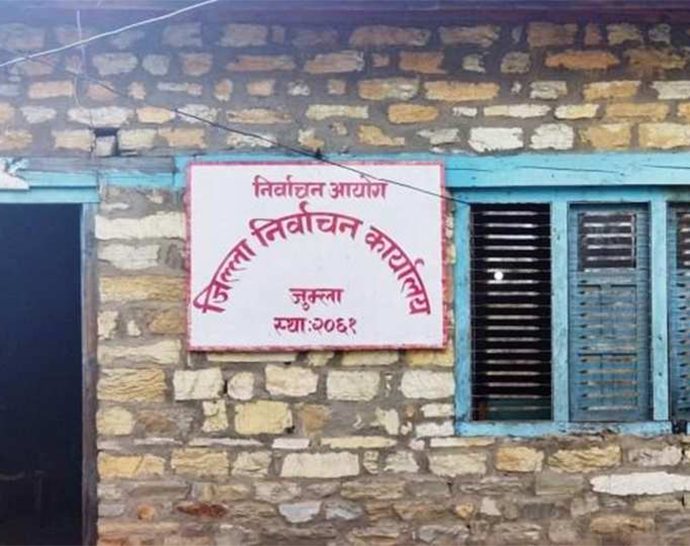 निर्वाचन आयोग
जिल्ला निर्वाचन कार्यालय
जुम्ला
स्था:२०६१